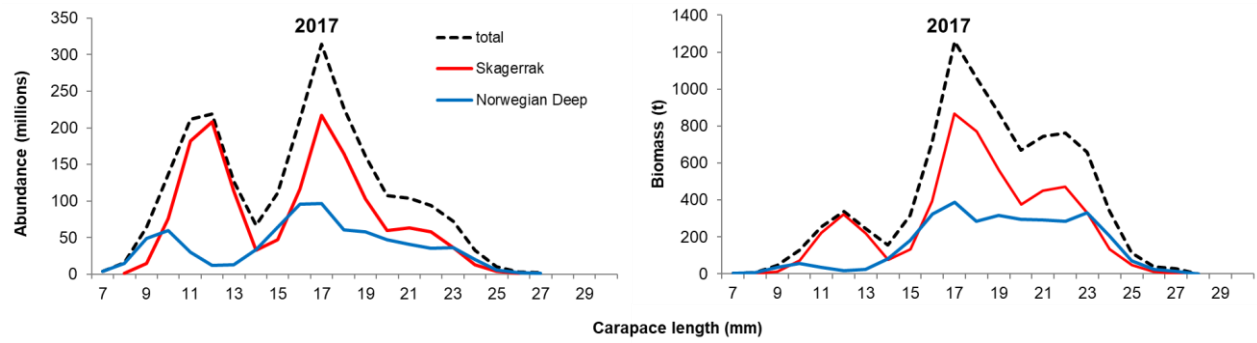 2017
350
300
250
200
150
100
50
0
Abundance (millions)
total
Skagerrak
Norwegian Deep
7 9 11 13 15 17 19 21 23 25 27 29
2017
1400
1200
1000
800
600
400
200
0
Biomass (t)
7 9 11 13 15 17 19 21 23 25 27 29
Carapace length (mm)